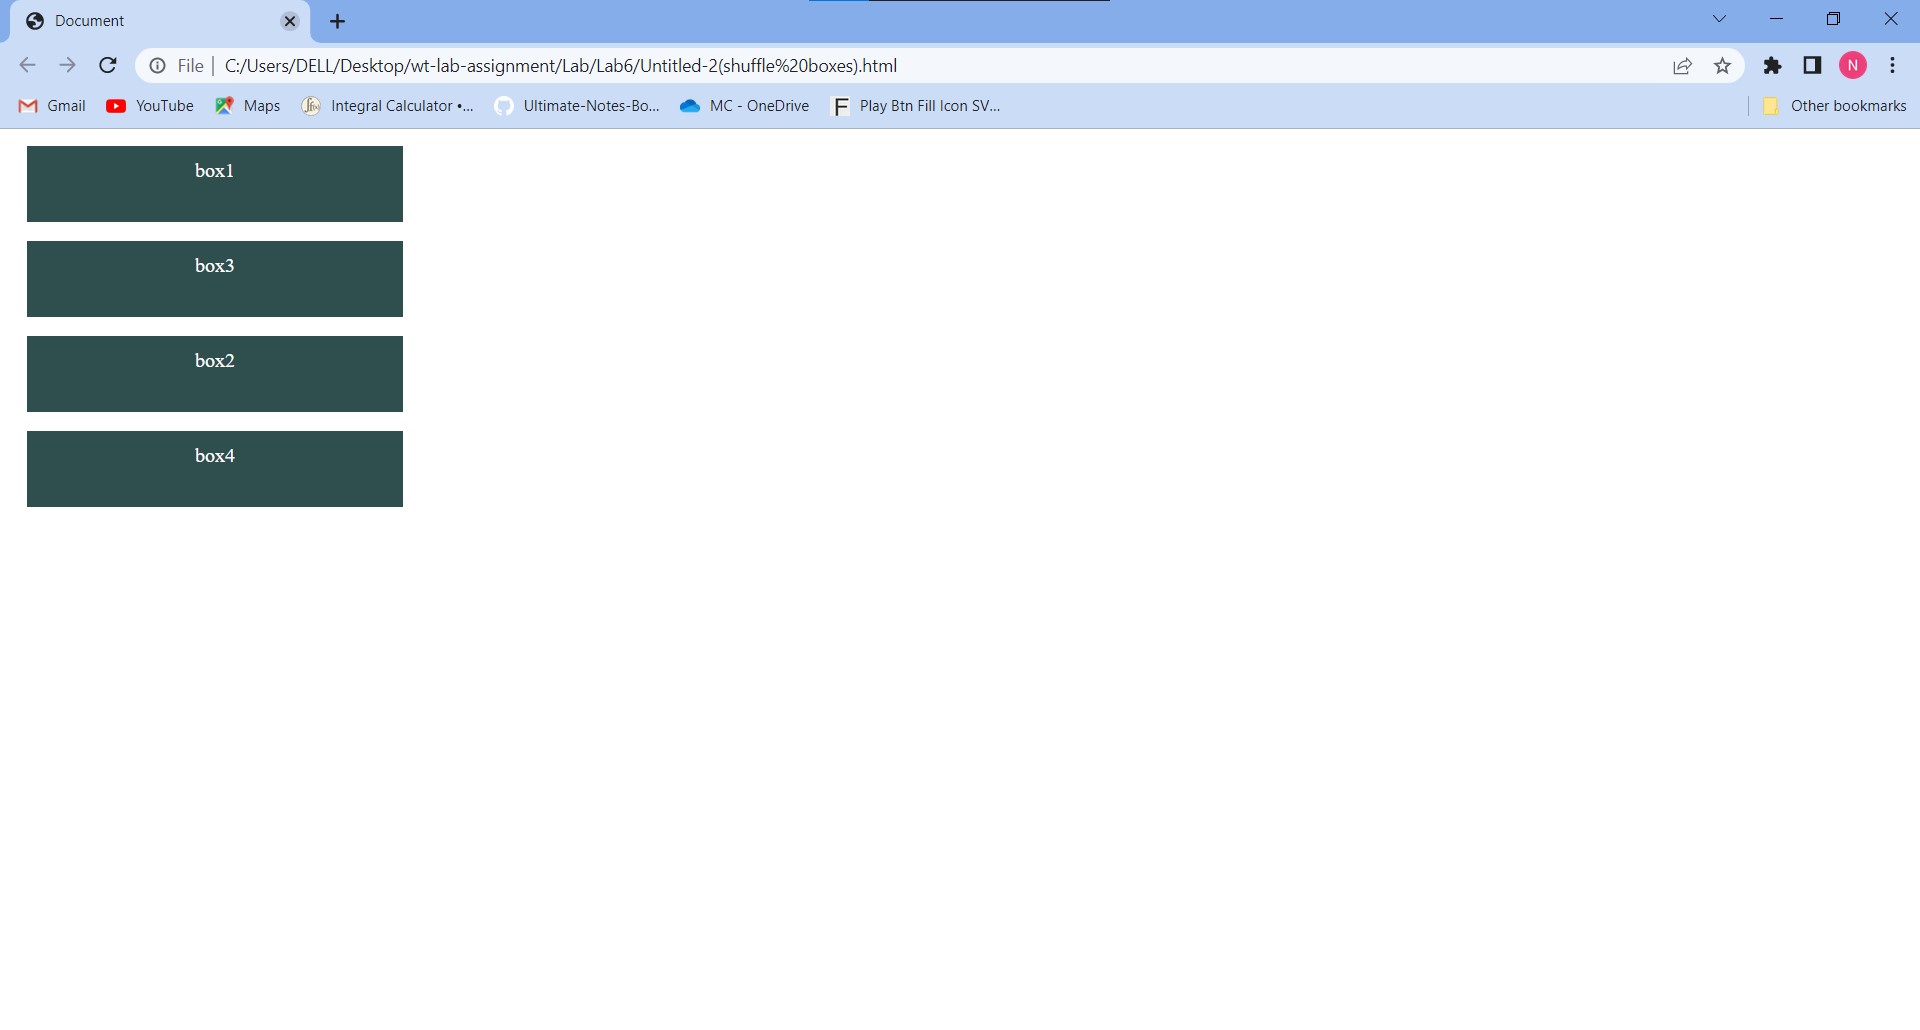 Document
File | C:/Users/DELL/Desktop/wt-lab-assignment/Lab/Lab6/Untitled-2(shuffle%20boxes).html
N
Gmail YouTube Maps Integral Calculator •... Ultimate-Notes-Bo... MC - OneDrive Play Btn Fill Icon SV... Other bookmarks
box1
box3
box2
box4